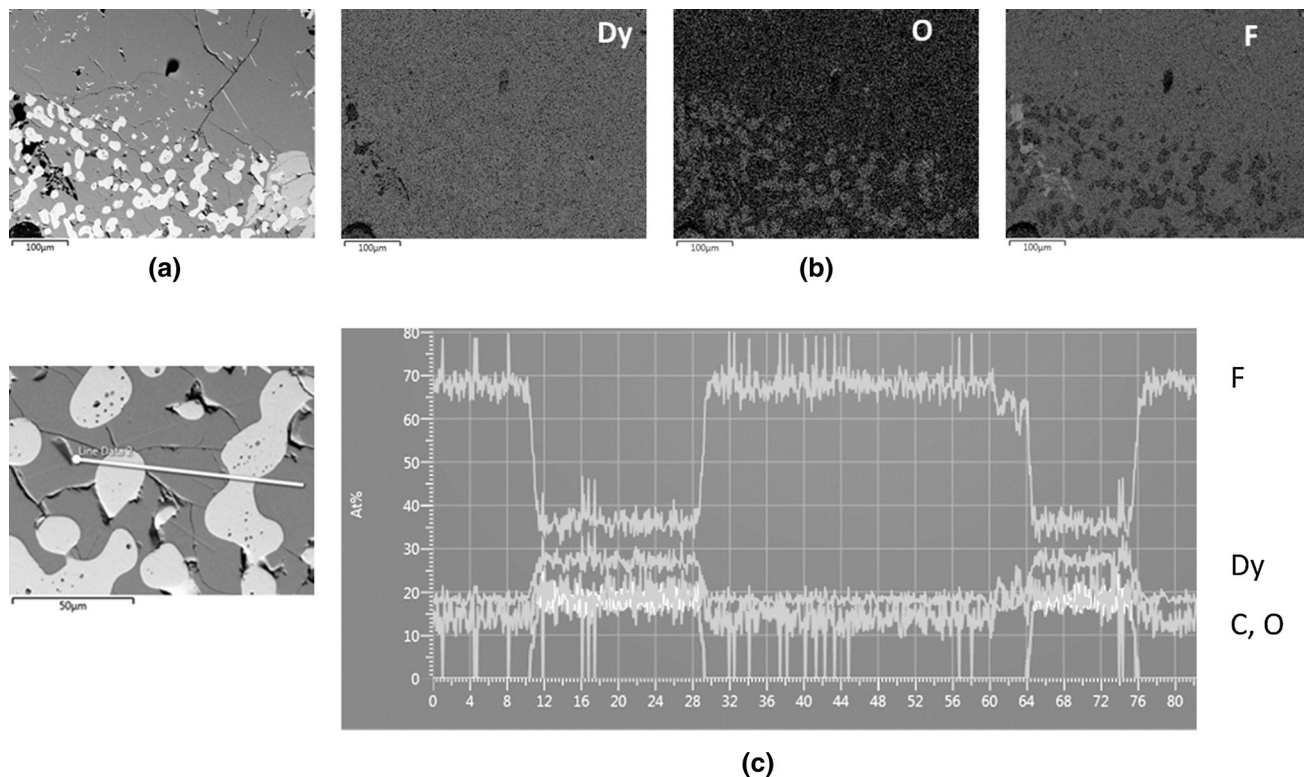 Dy
O
F
100μm
100μm
100μm
100μm
(a)
(b)
80
70
60
50
40
30
20
10
0
At%
0 4 8 12 16 20 24 28 32 36 40 44 48 52 56 60 64 68 72 76 80
F
Dy
C, O
Line Data 2
50μm
(c)